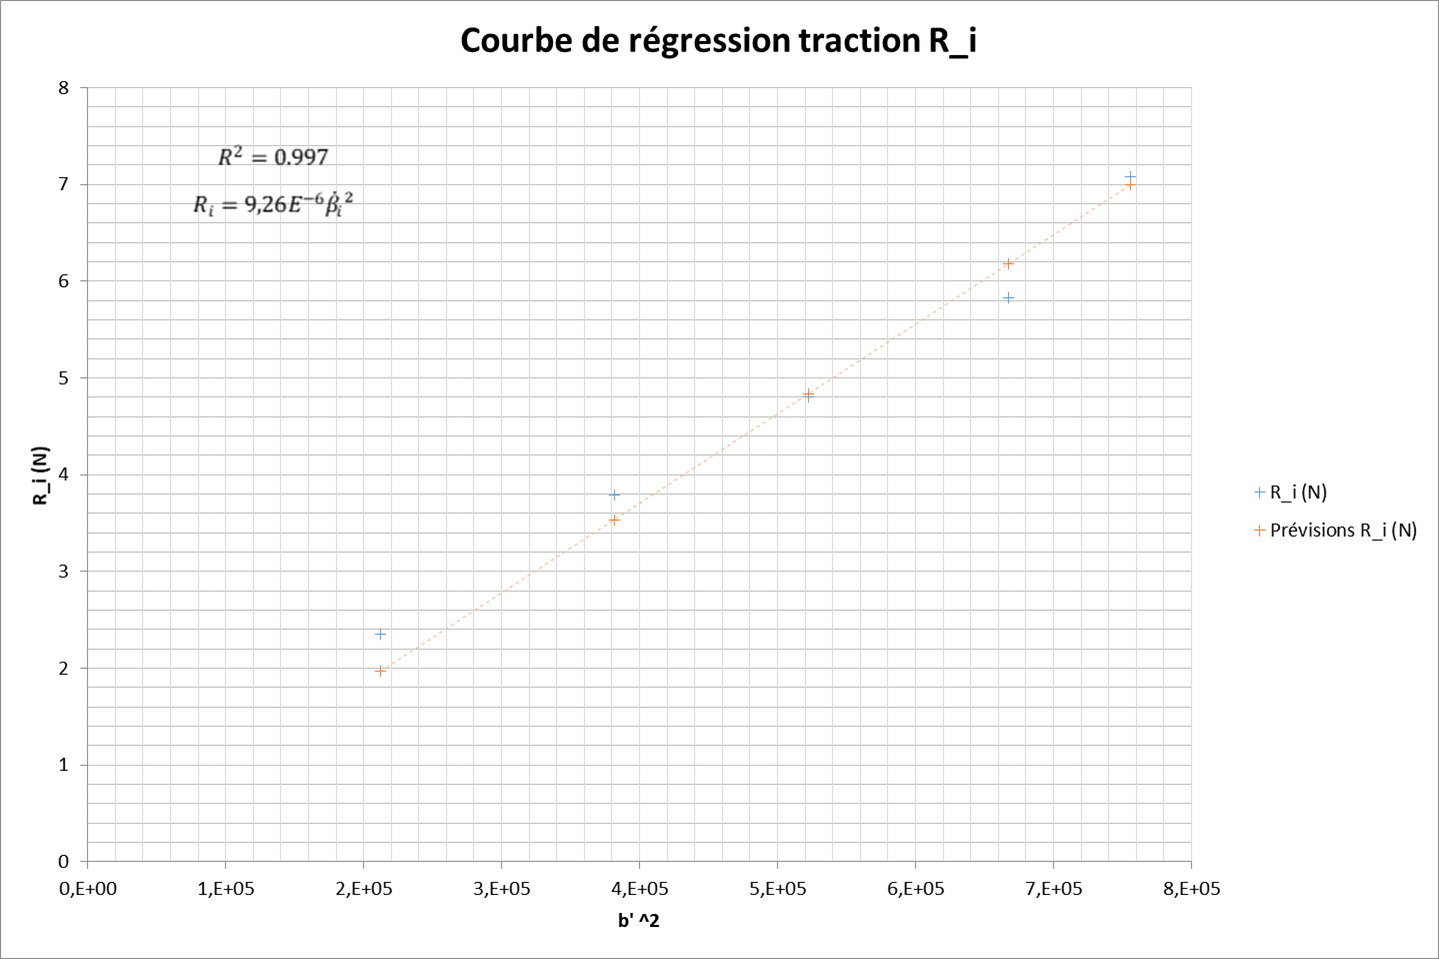 Courbe de régression traction R_i
8
7
6
5
4
3
2
1
0
R² = 0.997
Rᵢ = 9,26E⁻⁶β̇ᵢ²
R_i (N)
0,E+00 1,E+05 2,E+05 3,E+05 4,E+05 5,E+05 6,E+05 7,E+05 8,E+05
b' ^2
R_i (N)
Prévisions R_i (N)